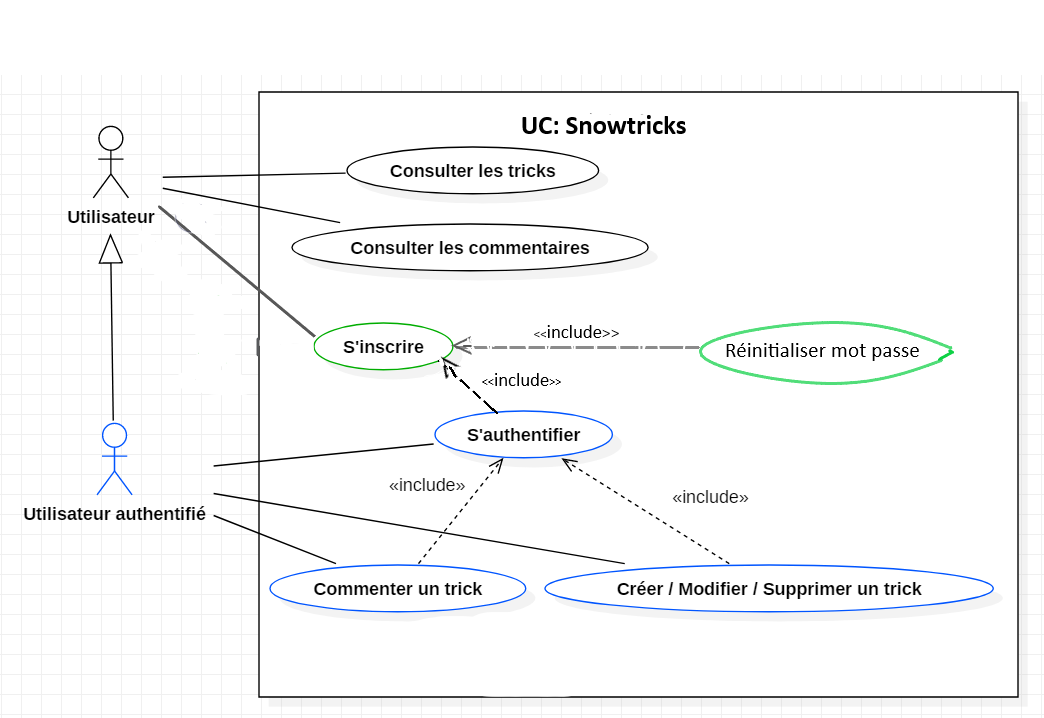 UC: Snowtricks
Consulter les tricks
Utilisateur
Consulter les commentaires
<<include>>
S'inscrire
Réinitialiser mot passe
<<include>>
S'authentifier
«include»
«include»
Utilisateur authentifié
Commenter un trick
Créer / Modifier / Supprimer un trick